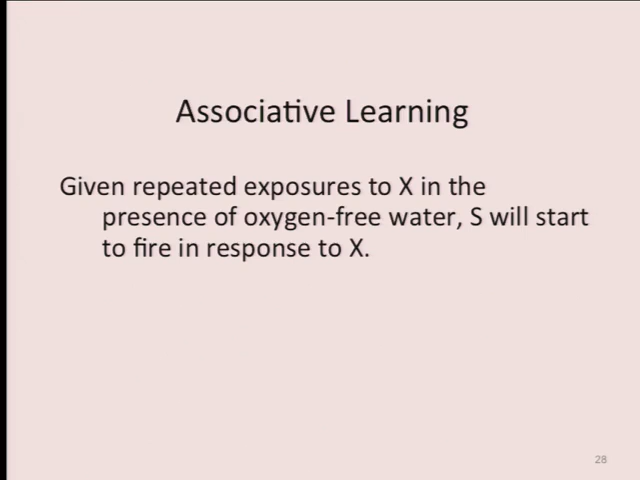 Associative Learning
Given repeated exposures to X in the
presence of oxygen-free water, S will start
to fire in response to X.
28